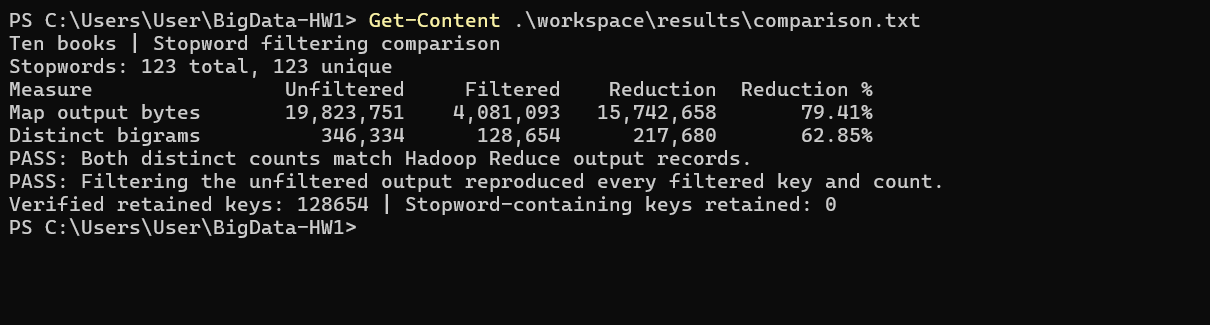 PS C:\Users\User\BigData-HW1> Get-Content .\workspace\results\comparison.txt
Ten books | Stopword filtering comparison
Stopwords: 123 total, 123 unique
Measure                Unfiltered     Filtered    Reduction  Reduction %
Map output bytes       19,823,751    4,081,093   15,742,658       79.41%
Distinct bigrams          346,334      128,654      217,680       62.85%
PASS: Both distinct counts match Hadoop Reduce output records.
PASS: Filtering the unfiltered output reproduced every filtered key and count.
Verified retained keys: 128654 | Stopword-containing keys retained: 0
PS C:\Users\User\BigData-HW1>